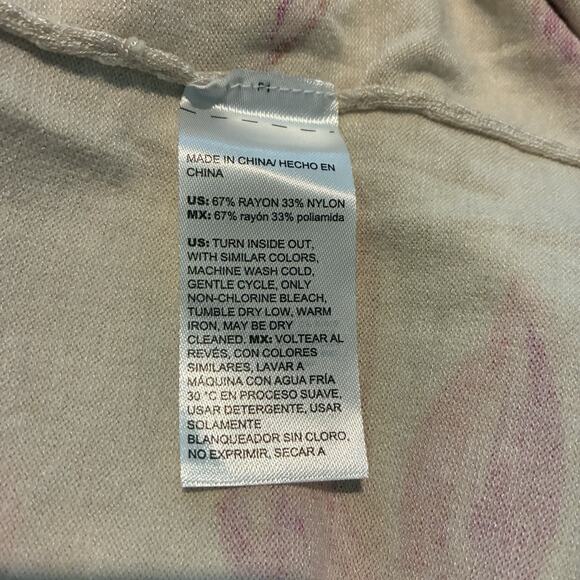 MADE IN CHINA/ HECHO EN
CHINA
US: 67% RAYON 33% NYLON
MX: 67% rayón 33% poliamida
US: TURN INSIDE OUT,
WITH SIMILAR COLORS,
MACHINE WASH COLD,
GENTLE CYCLE, ONLY
NON-CHLORINE BLEACH,
TUMBLE DRY LOW, WARM
IRON, MAY BE DRY
CLEANED. MX: VOLTEAR AL
REVÉS, CON COLORES
SIMILARES, LAVAR A
MÁQUINA CON AGUA FRÍA
30 °C EN PROCESO SUAVE,
USAR DETERGENTE, USAR
SOLAMENTE
BLANQUEADOR SIN CLORO,
NO EXPRIMIR, SECAR A